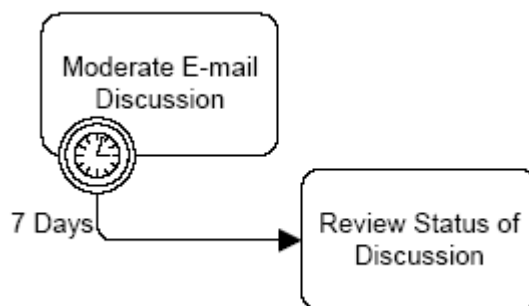 Moderate E-mail
Discussion
7 Days
Review Status of
Discussion